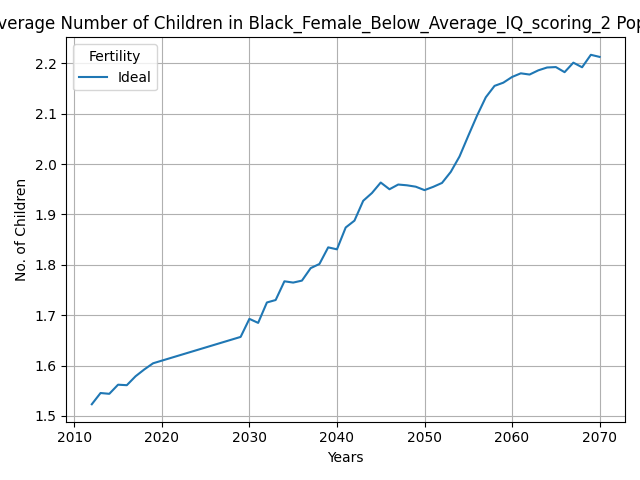 verage Number of Children in Black_Female_Below_Average_IQ_scoring_2 Pop
Fertility
Ideal
2.2
2.1
2.0
1.9
1.8
1.7
1.6
1.5
No. of Children
2010 2020 2030 2040 2050 2060 2070
Years